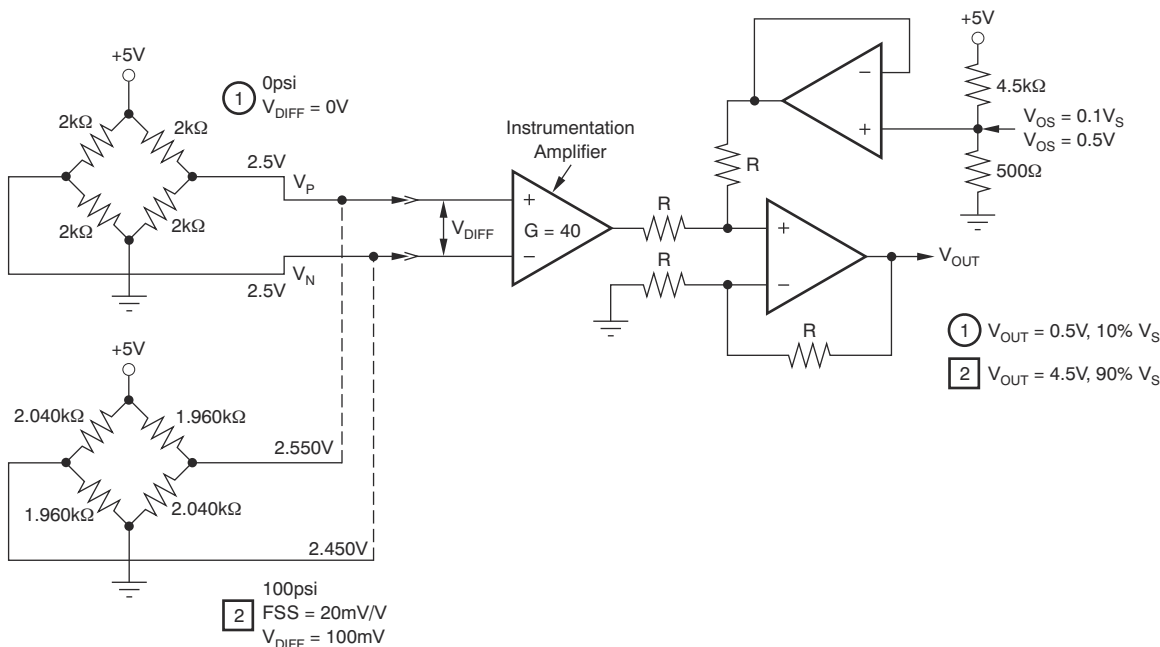 +5V
2kΩ
2kΩ
2kΩ
2kΩ
1
0psi
V_DIFF = 0V
2.5V
V_P
V_N
2.5V
V_DIFF
Instrumentation
Amplifier
+
G = 40
−
R
R
R
R
−
+
+
−
+5V
4.5kΩ
V_OS = 0.1V_S
V_OS = 0.5V
500Ω
V_OUT
1 V_OUT = 0.5V, 10% V_S
2 V_OUT = 4.5V, 90% V_S
+5V
2.040kΩ
1.960kΩ
2.550V
1.960kΩ
2.040kΩ
2.450V
2
100psi
FSS = 20mV/V
V_DIFF = 100mV